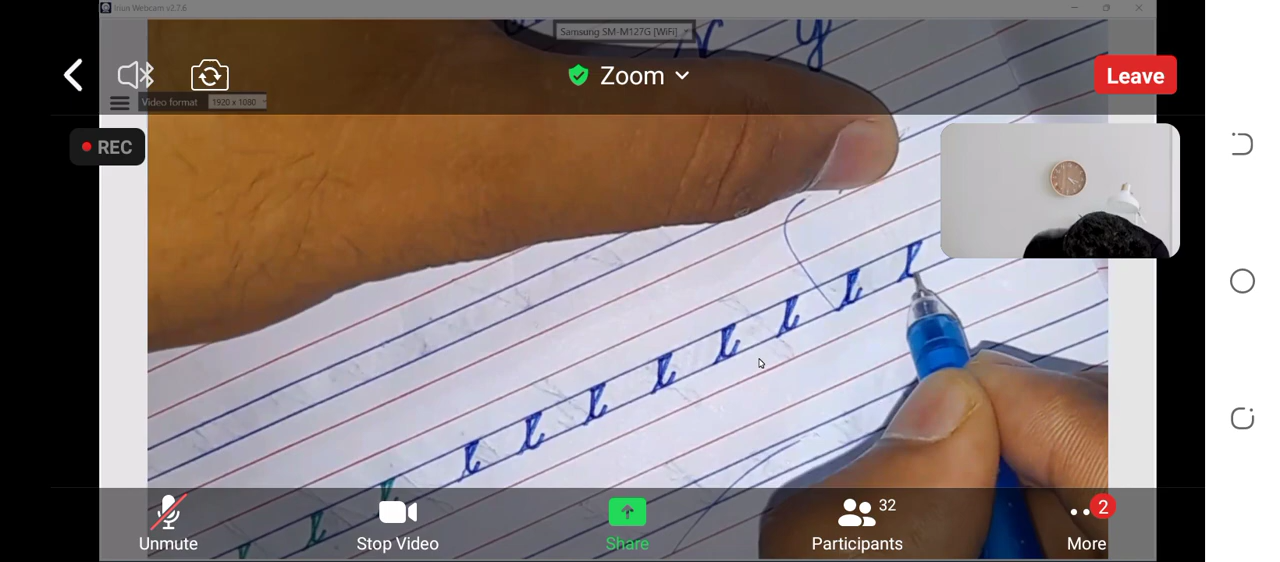 Iriun Webcam v2.7.6
Samsung SM-M127G [WiFi]
Zoom
Leave
Video format 1920 x 1080
REC
y
l l l l l l l l
l l l
Unmute
Stop Video
Share
Participants 32
More 2